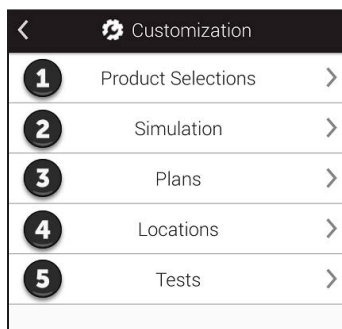 Customization
1 Product Selections
2 Simulation
3 Plans
4 Locations
5 Tests